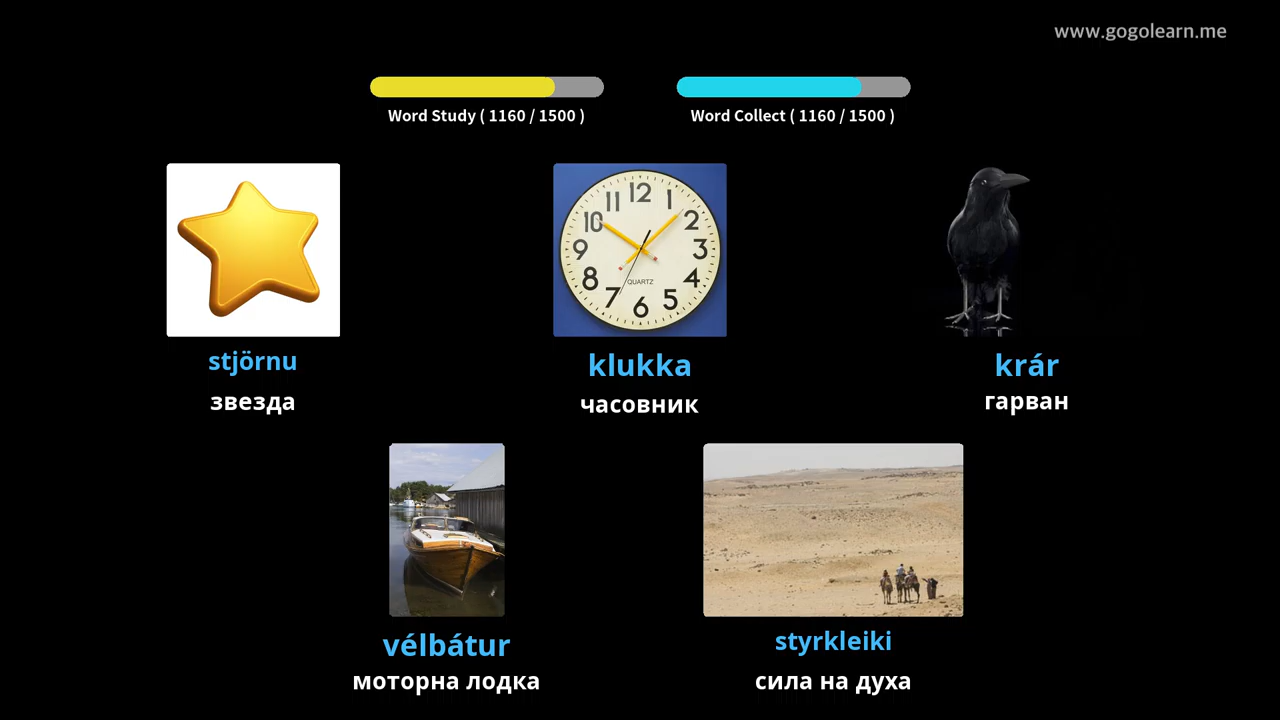 www.gogolearn.me
Word Study ( 1160 / 1500 )
Word Collect ( 1160 / 1500 )
12
11
1
10
2
9
3
8
4
QUARTZ
7
5
6
stjörnu
klukka
krár
звезда
часовник
гарван
vélbátur
styrkleiki
моторна лодка
сила на духа